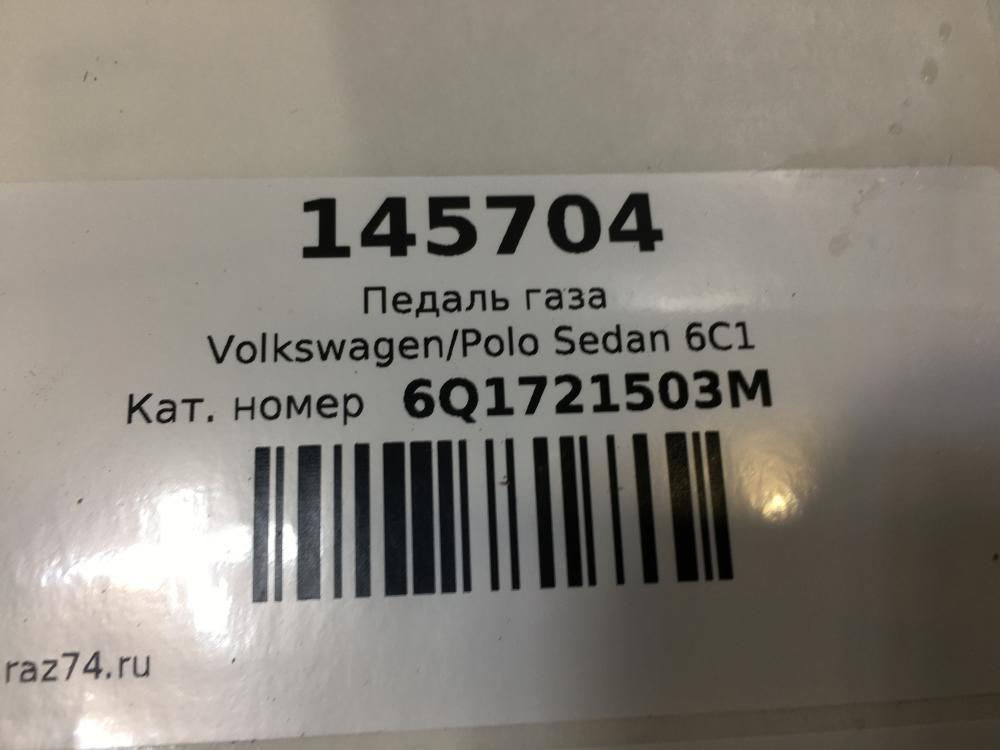 145704
Педаль газа
Volkswagen/Polo Sedan 6C1
Кат. номер 6Q1721503M
raz74.ru